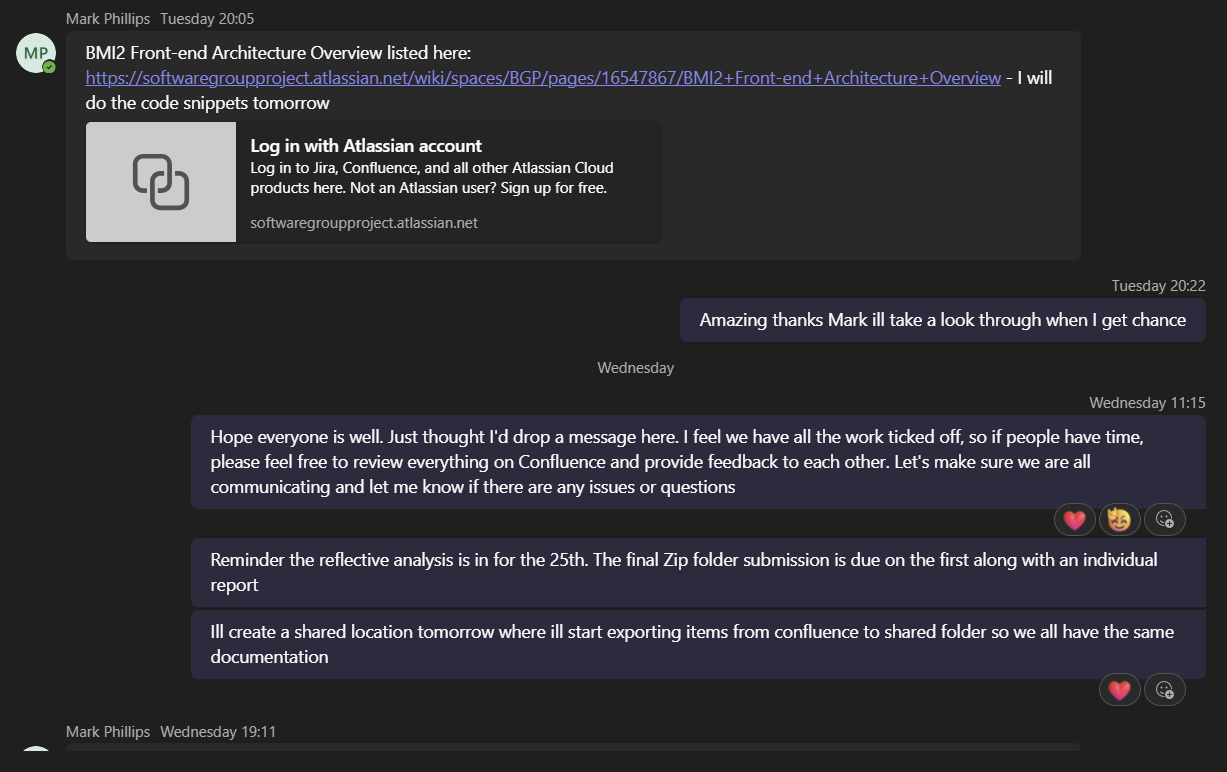 Mark Phillips Tuesday 20:05
MP
BMI2 Front-end Architecture Overview listed here:
https://softwaregroupproject.atlassian.net/wiki/spaces/BGP/pages/16547867/BMI2+Front-end+Architecture+Overview - I will
do the code snippets tomorrow
Log in with Atlassian account
Log in to Jira, Confluence, and all other Atlassian Cloud
products here. Not an Atlassian user? Sign up for free.
softwaregroupproject.atlassian.net
Tuesday 20:22
Amazing thanks Mark ill take a look through when I get chance
Wednesday
Wednesday 11:15
Hope everyone is well. Just thought I'd drop a message here. I feel we have all the work ticked off, so if people have time,
please feel free to review everything on Confluence and provide feedback to each other. Let's make sure we are all
communicating and let me know if there are any issues or questions
Reminder the reflective analysis is in for the 25th. The final Zip folder submission is due on the first along with an individual
report
Ill create a shared location tomorrow where ill start exporting items from confluence to shared folder so we all have the same
documentation
Mark Phillips Wednesday 19:11